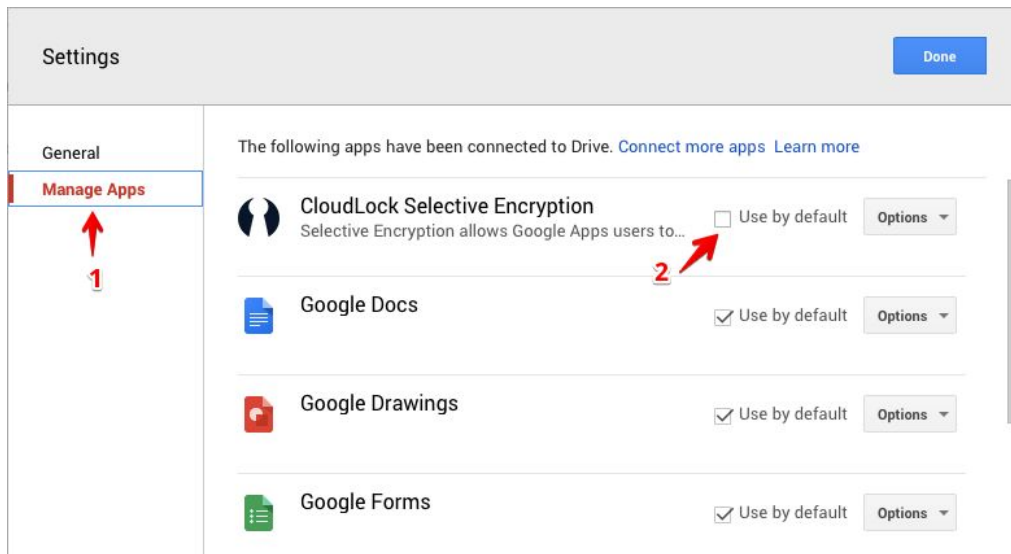 Settings
Done
General
Manage Apps
1
The following apps have been connected to Drive. Connect more apps Learn more
CloudLock Selective Encryption
Selective Encryption allows Google Apps users to...
Use by default
Options
2
Google Docs
Use by default
Options
Google Drawings
Use by default
Options
Google Forms
Use by default
Options